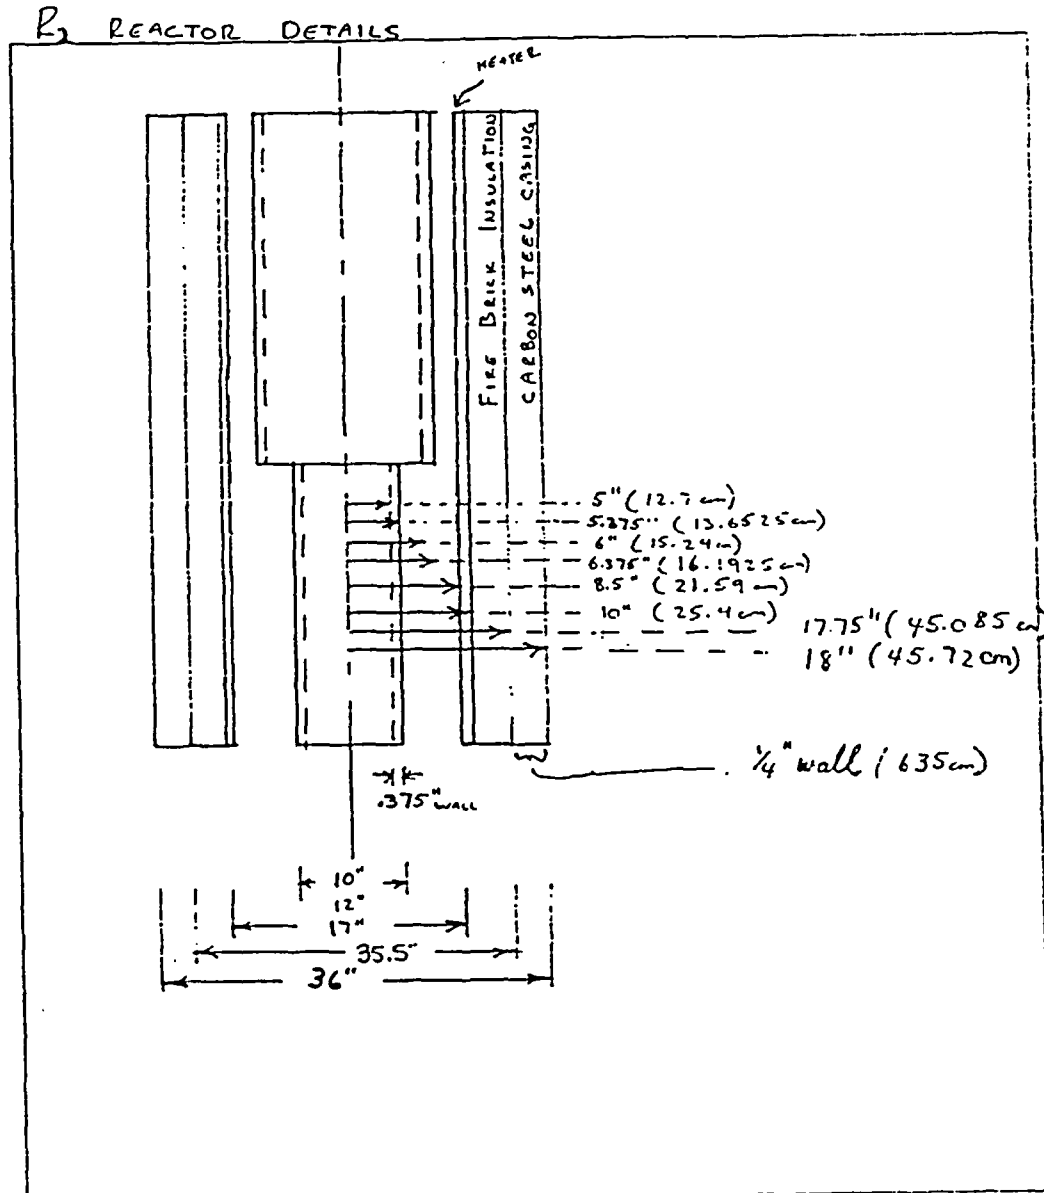 R2 REACTOR DETAILS
HEATER
FIRE BRICK INSULATION
CARBON STEEL CASING
5" (12.7 cm)
5.375" (13.6525 cm)
6" (15.24 cm)
6.375" (16.1925 cm)
8.5" (21.59 cm)
10" (25.4 cm)
17.75" (45.085 cm
18" (45.72 cm)
1/4" wall (635 cm)
.375" WALL
10"
12"
17"
35.5"
36"